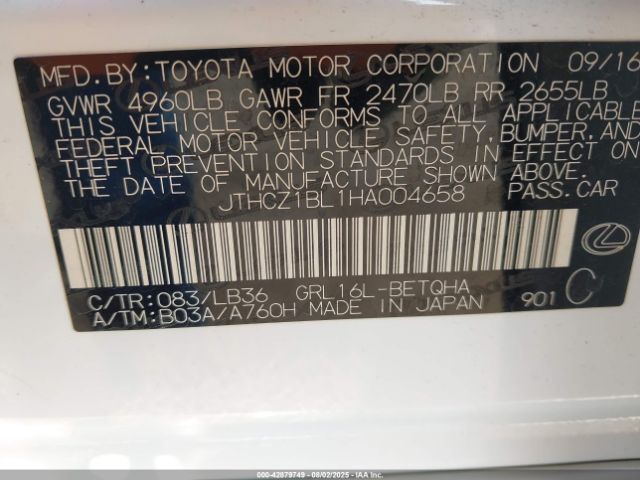 MFD.BY:TOYOTA MOTOR CORPORATION 09/16
GVWR 4960LB GAWR FR 2470LB RR 2655LB
THIS VEHICLE CONFORMS TO ALL APPLICABLE
FEDERAL MOTOR VEHICLE SAFETY,BUMPER,AND
THEFT PREVENTION STANDARDS IN EFFECT ON
THE DATE OF MANUFACTURE SHOWN ABOVE.
JTHCZ1BL1HA004658 PASS.CAR
C/TR:083/LB36 GRL16L-BETQHA
A/TM:B03A/A760H MADE IN JAPAN 901 C
000-42879749 - 08/02/2025 - IAAI.COM